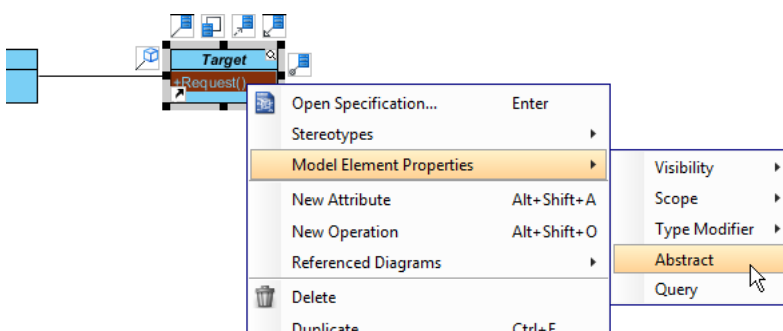 Target
+Request()
Open Specification... Enter
Stereotypes
Model Element Properties
New Attribute Alt+Shift+A
New Operation Alt+Shift+O
Referenced Diagrams
Delete
Duplicate Ctrl+E
Visibility
Scope
Type Modifier
Abstract
Query